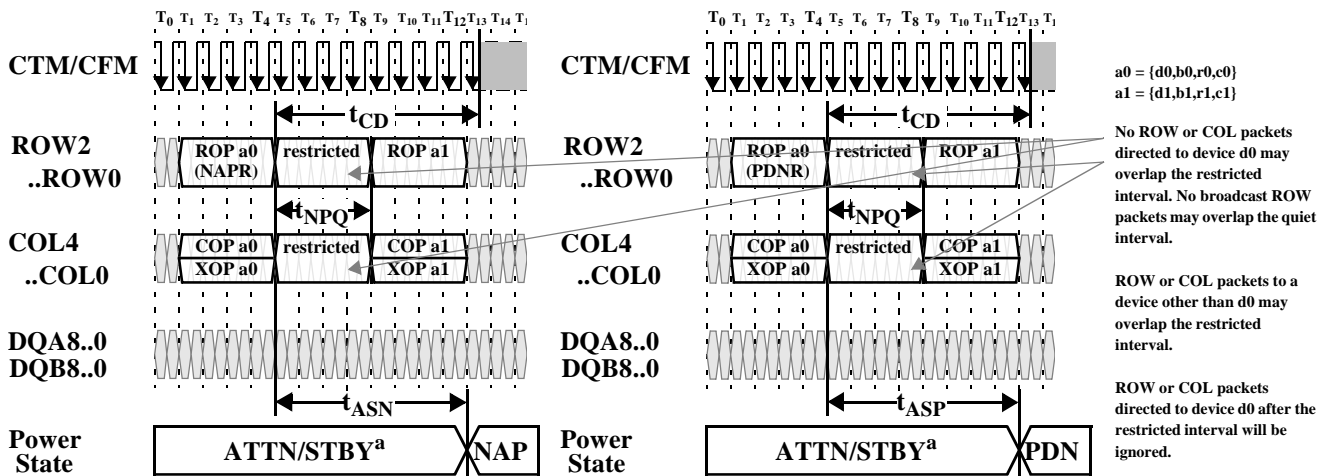 T0 T1 T2 T3 T4 T5 T6 T7 T8 T9 T10 T11 T12 T13 T14 T1
CTM/CFM
tCD
ROW2
..ROW0
ROP a0
(NAPR)
restricted
ROP a1
tNPQ
COL4
..COL0
COP a0
XOP a0
restricted
COP a1
XOP a1
DQA8..0
DQB8..0
tASN
Power
State
ATTN/STBYa
NAP
T0 T1 T2 T3 T4 T5 T6 T7 T8 T9 T10 T11 T12 T13 T1
CTM/CFM
tCD
ROW2
..ROW0
ROP a0
(PDNR)
restricted
ROP a1
tNPQ
COL4
..COL0
COP a0
XOP a0
restricted
COP a1
XOP a1
DQA8..0
DQB8..0
tASP
Power
State
ATTN/STBYa
PDN
a0 = {d0,b0,r0,c0}
a1 = {d1,b1,r1,c1}
No ROW or COL packets
directed to device d0 may
overlap the restricted
interval. No broadcast ROW
packets may overlap the quiet
interval.
ROW or COL packets to a
device other than d0 may
overlap the restricted
interval.
ROW or COL packets
directed to device d0 after the
restricted interval will be
ignored.